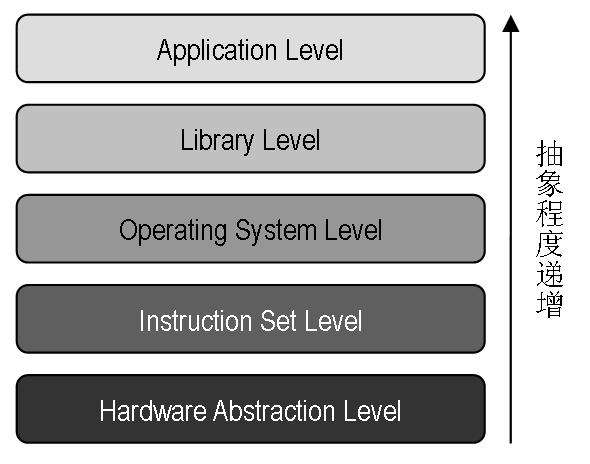 Application Level
Library Level
Operating System Level
Instruction Set Level
Hardware Abstraction Level
抽象程度递增